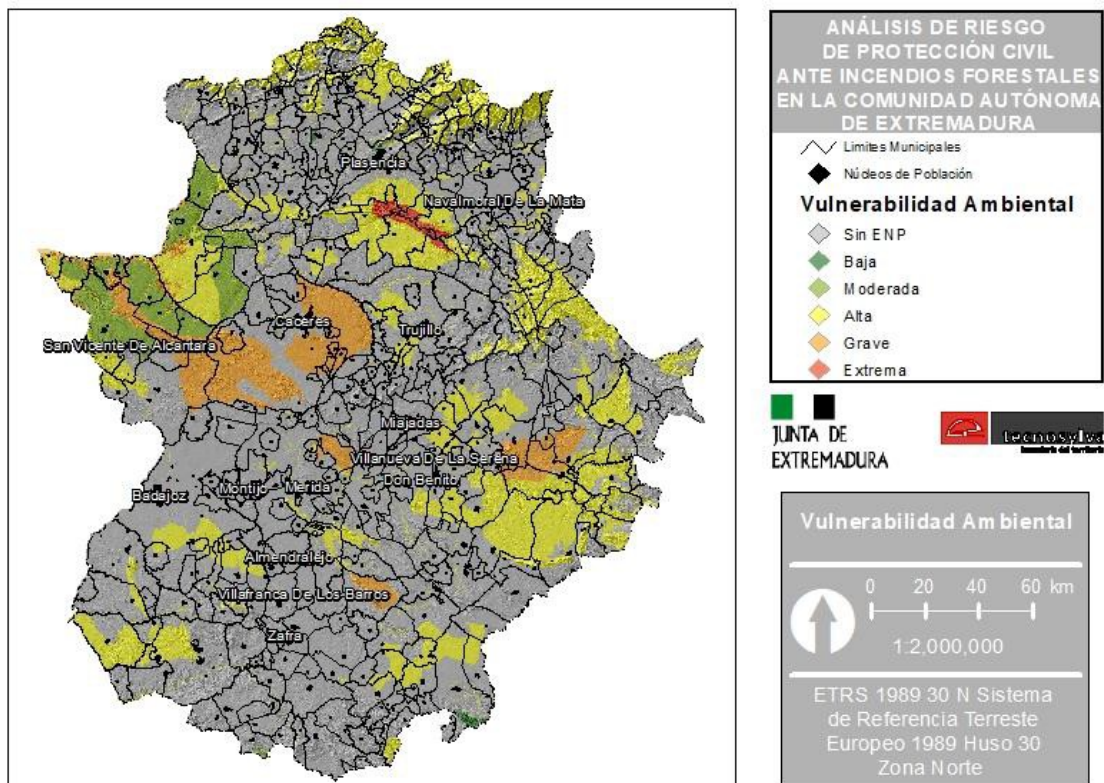 Plasencia
Navalmoral De La Mata
Caceres
Trujillo
San Vicente De Alcantara
Miajadas
Villanueva De La Serena
Don Benito
Badajoz
Montijo
Merida
Almendralejo
Villafranca De Los Barros
Zafra
ANÁLISIS DE RIESGO
DE PROTECCIÓN CIVIL
ANTE INCENDIOS FORESTALES
EN LA COMUNIDAD AUTÓNOMA
DE EXTREMADURA
Limites Municipales
Núcleos de Población
Vulnerabilidad Ambiental
Sin ENP
Baja
Moderada
Alta
Grave
Extrema
JUNTA DE
EXTREMADURA
tecnosylva
Vulnerabilidad Ambiental
0 20 40 60 km
1:2,000,000
ETRS 1989 30 N Sistema
de Referencia Terreste
Europeo 1989 Huso 30
Zona Norte